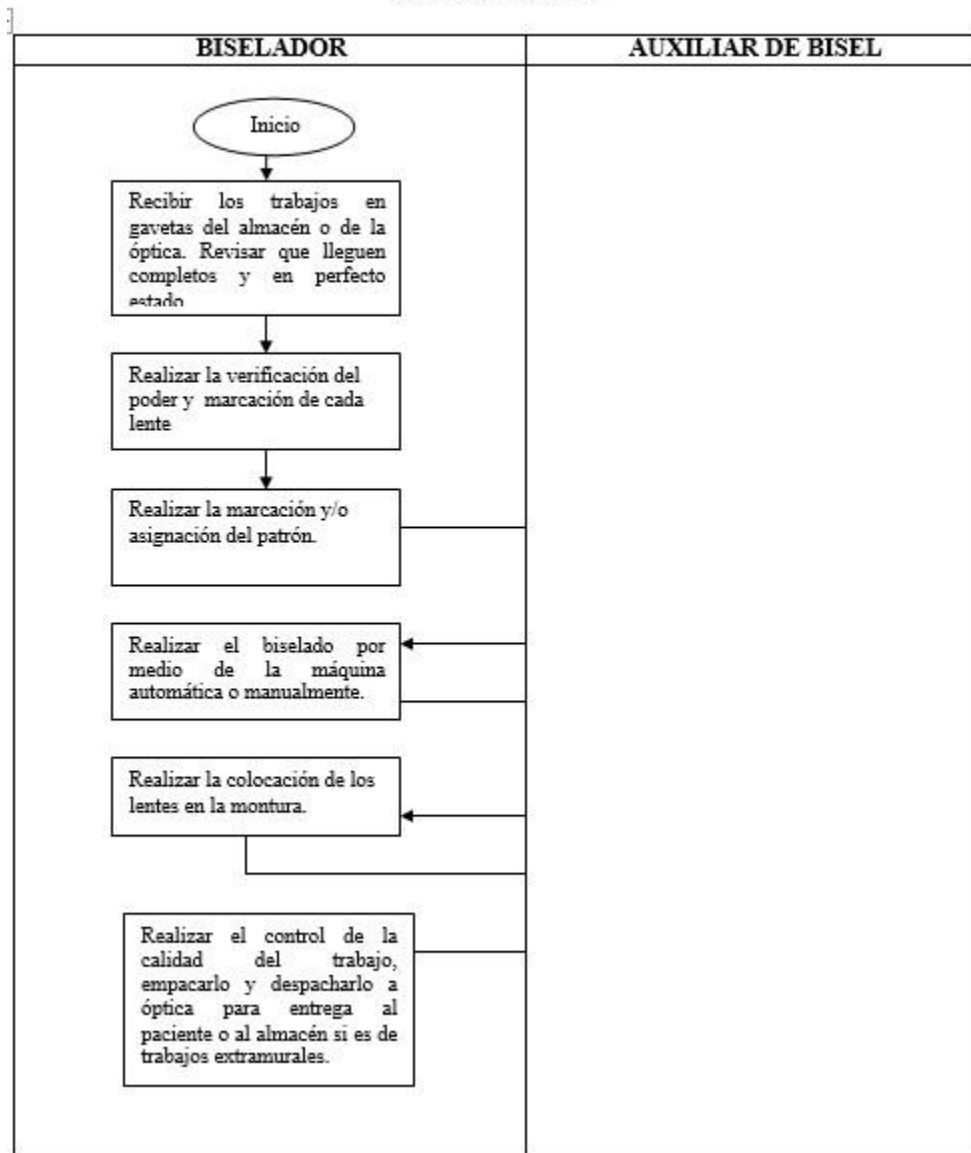 BISELADOR
AUXILIAR DE BISEL
Inicio
Recibir los trabajos en
gavetas del almacén o de la
óptica. Revisar que lleguen
completos y en perfecto
estado
Realizar la verificación del
poder y marcación de cada
lente
Realizar la marcación y/o
asignación del patrón.
Realizar el biselado por
medio de la máquina
automática o manualmente.
Realizar la colocación de los
lentes en la montura.
Realizar el control de la
calidad del trabajo,
empacarlo y despacharlo a
óptica para entrega al
paciente o al almacén si es de
trabajos extramurales.